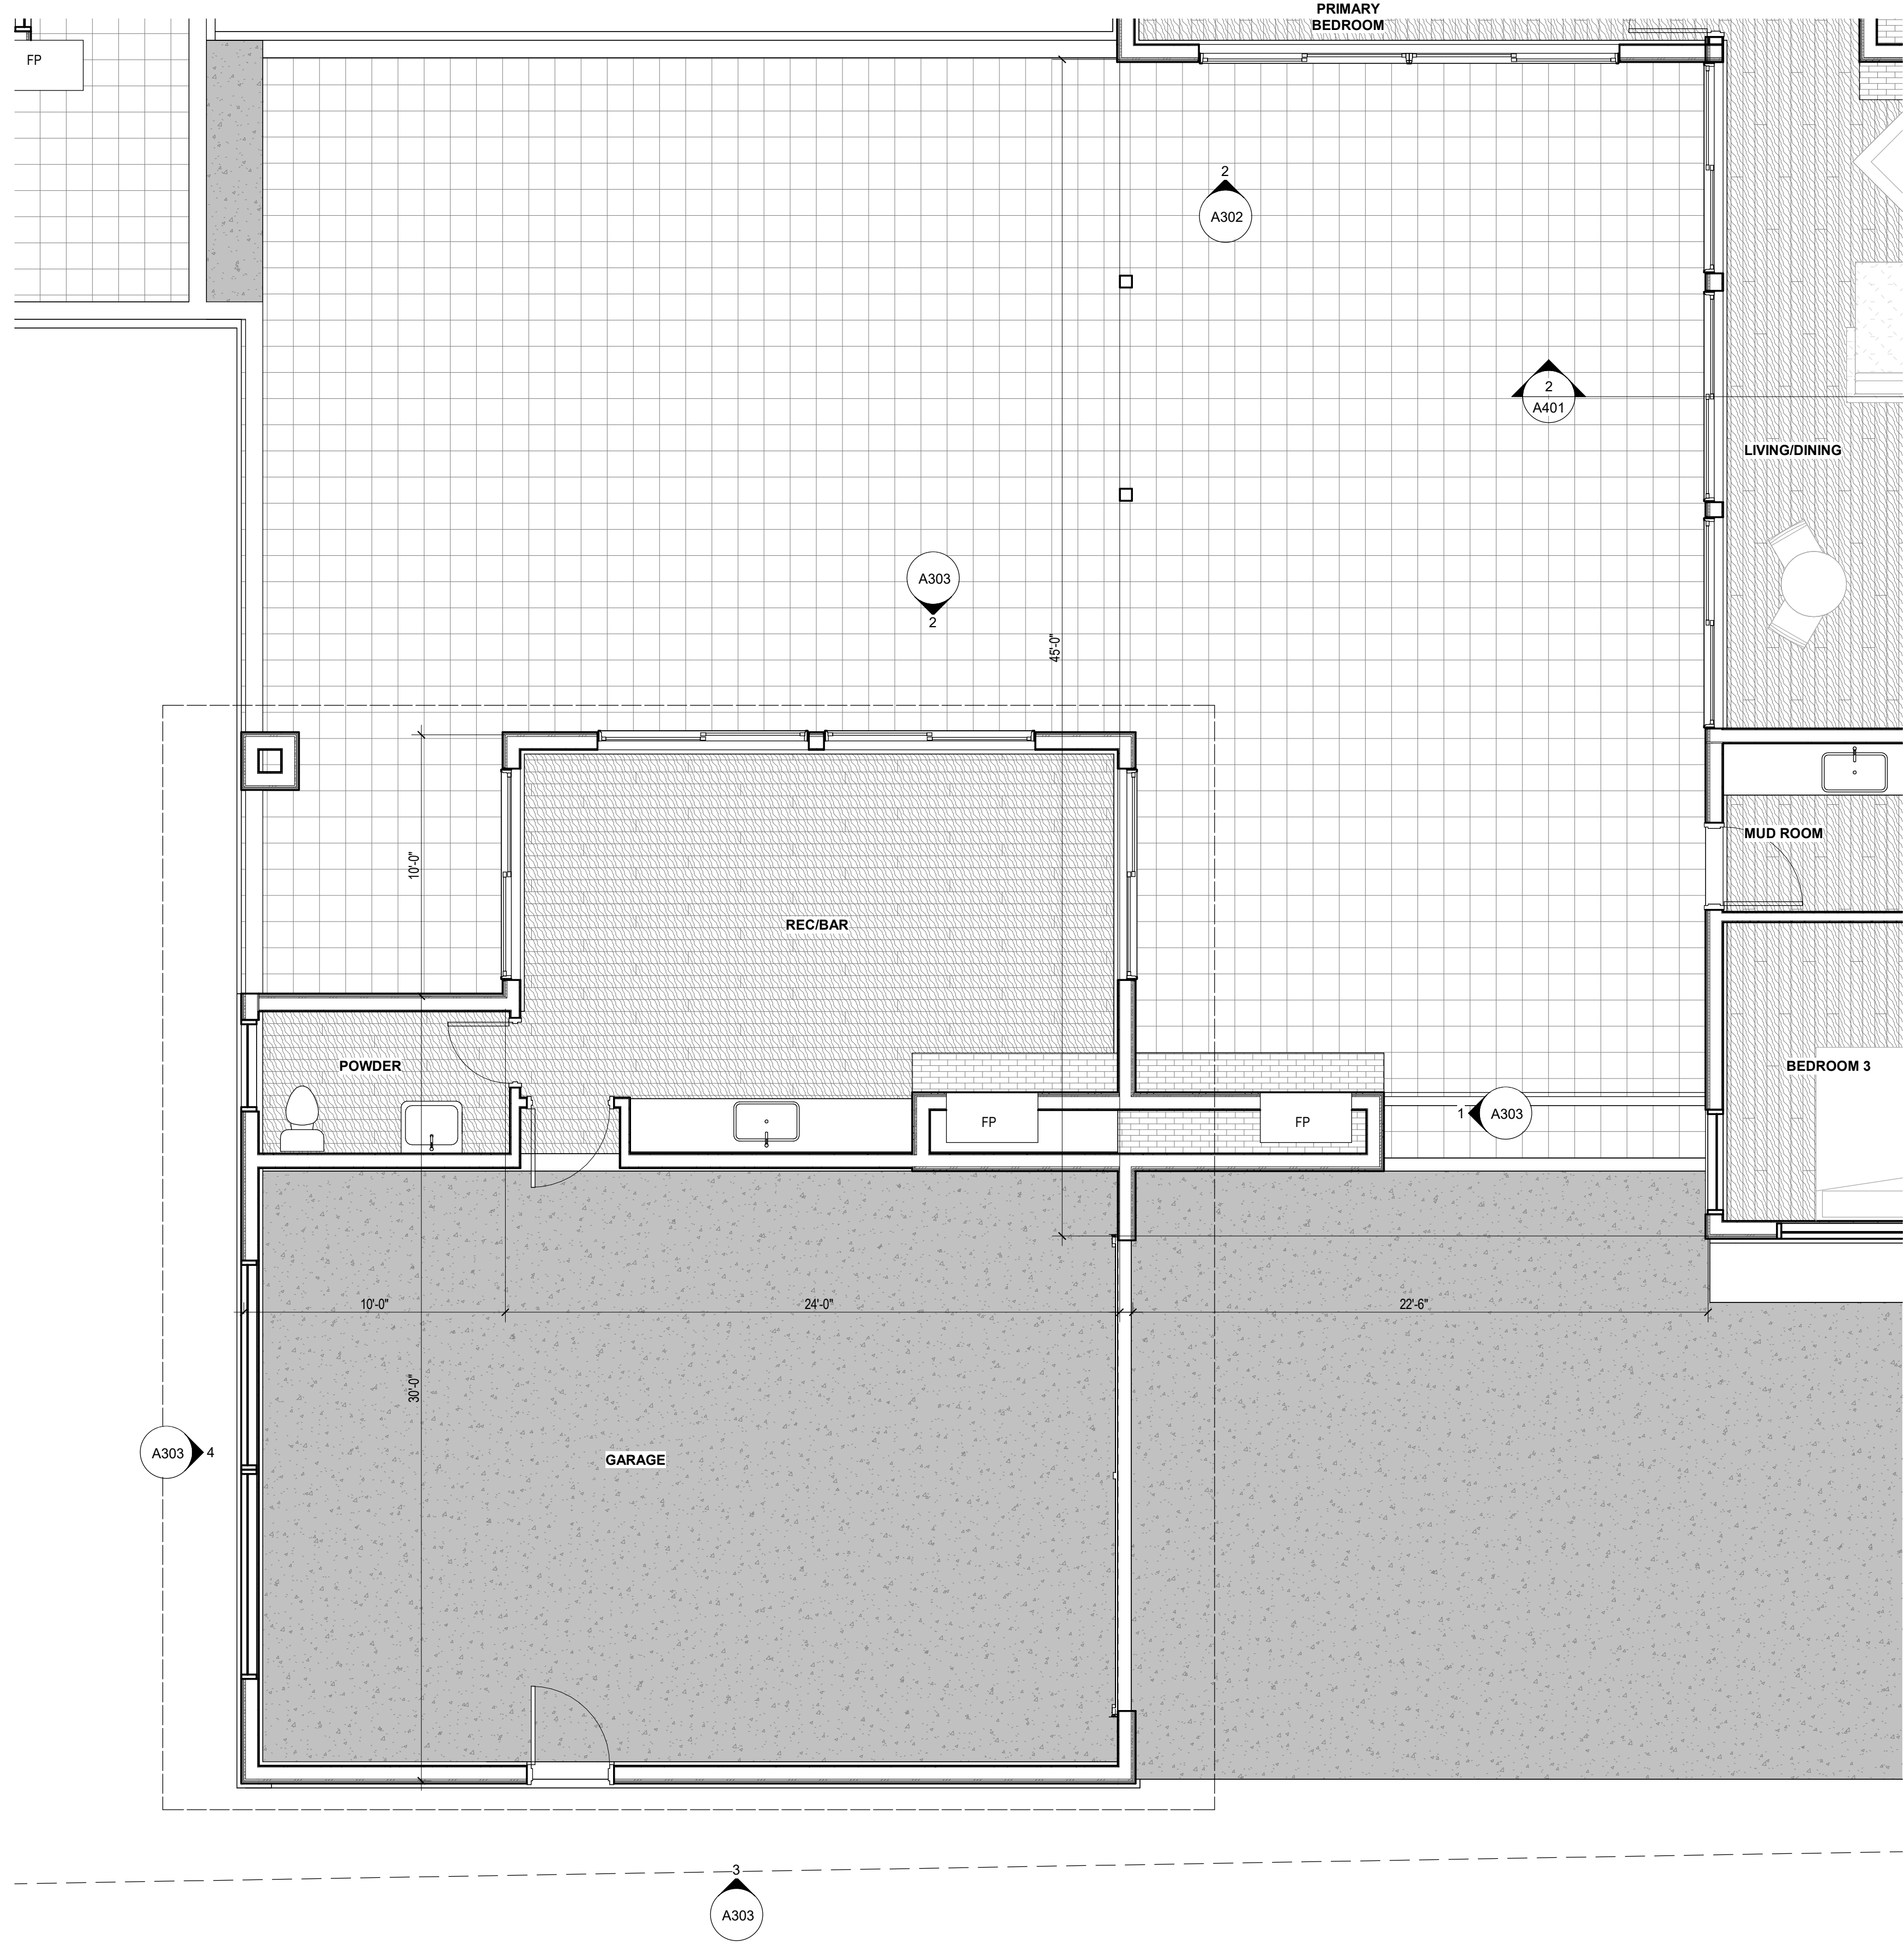 PRIMARY
BEDROOM
FP
2
A302
2
A401
LIVING/DINING
A303
2
45'-0"
MUD ROOM
10'-0"
REC/BAR
POWDER
BEDROOM 3
FP
FP
1
A303
10'-0"
24'-0"
22'-6"
30'-0"
A303
4
GARAGE
3
A303